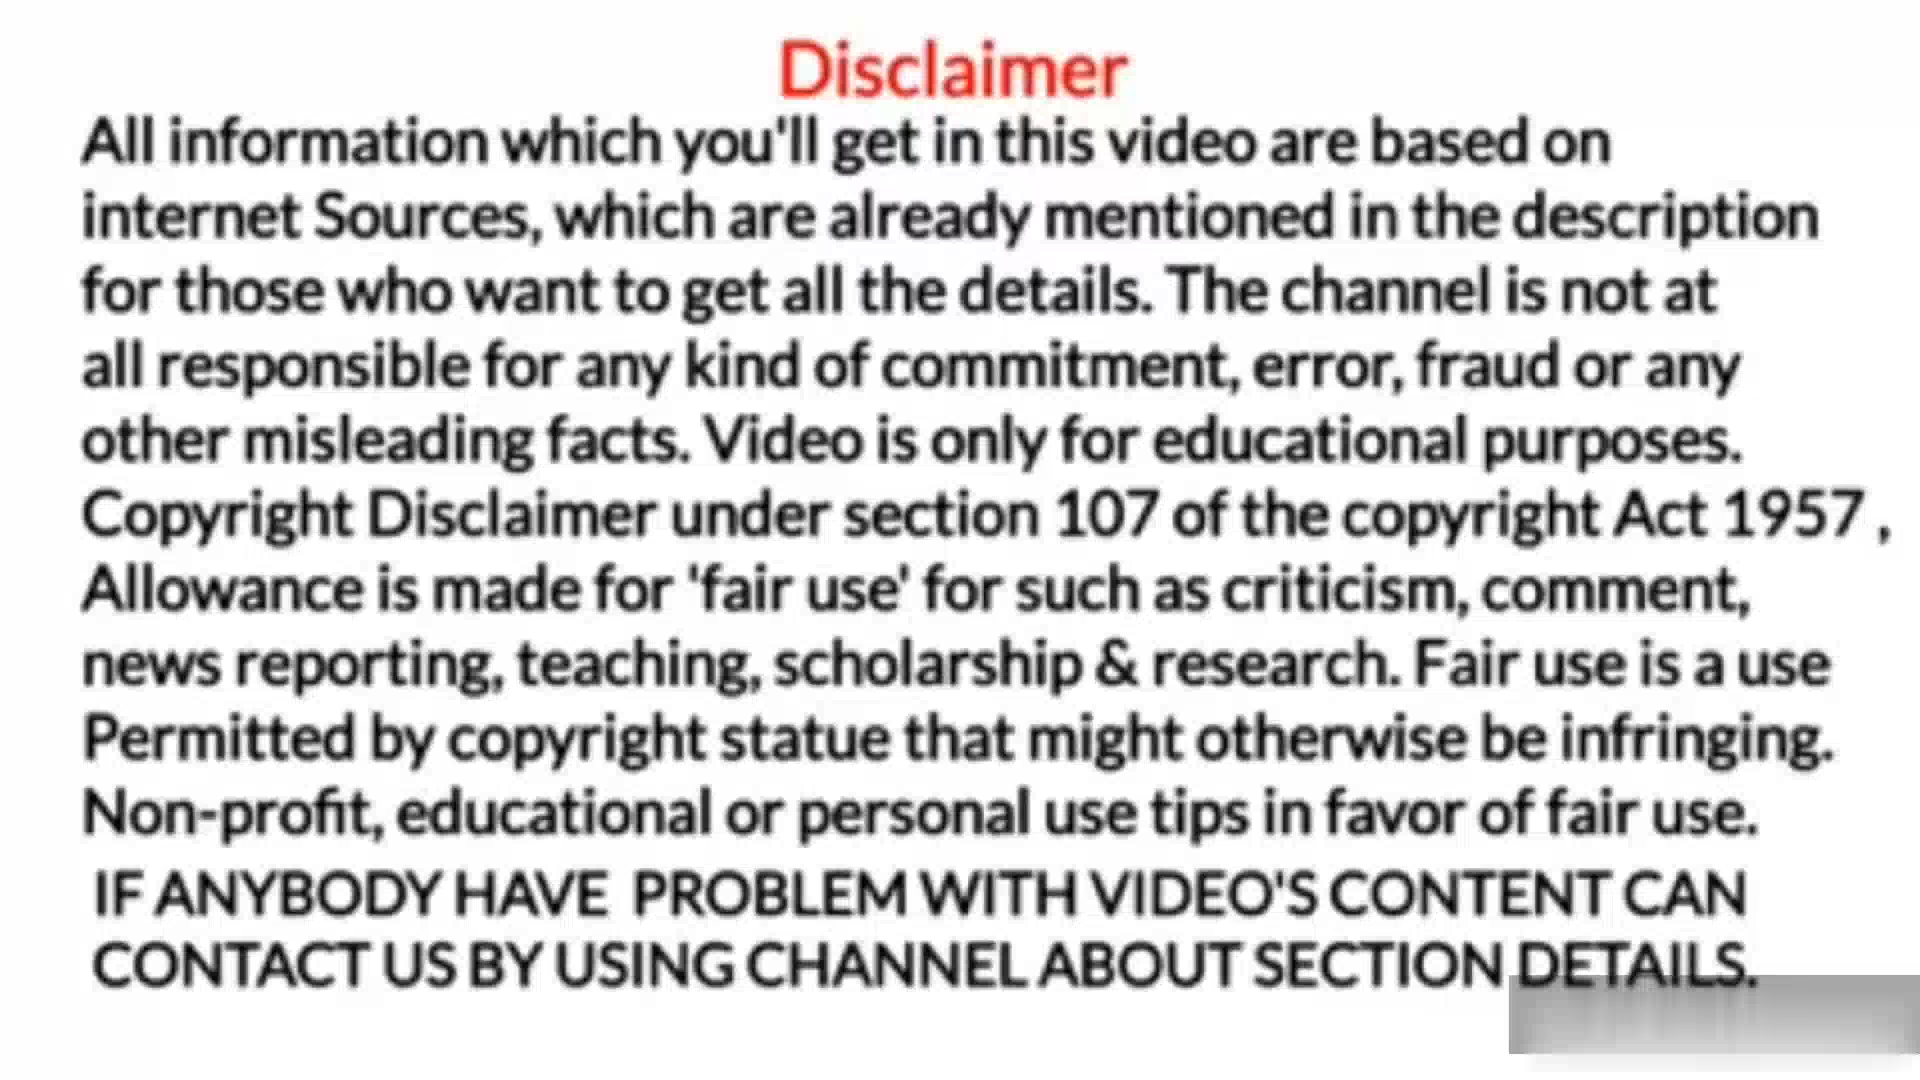 Disclaimer
All information which you'll get in this video are based on
internet Sources, which are already mentioned in the description
for those who want to get all the details. The channel is not at
all responsible for any kind of commitment, error, fraud or any
other misleading facts. Video is only for educational purposes.
Copyright Disclaimer under section 107 of the copyright Act 1957 ,
Allowance is made for 'fair use' for such as criticism, comment,
news reporting, teaching, scholarship & research. Fair use is a use
Permitted by copyright statue that might otherwise be infringing.
Non-profit, educational or personal use tips in favor of fair use.
IF ANYBODY HAVE PROBLEM WITH VIDEO'S CONTENT CAN
CONTACT US BY USING CHANNEL ABOUT SECTION DETAILS.